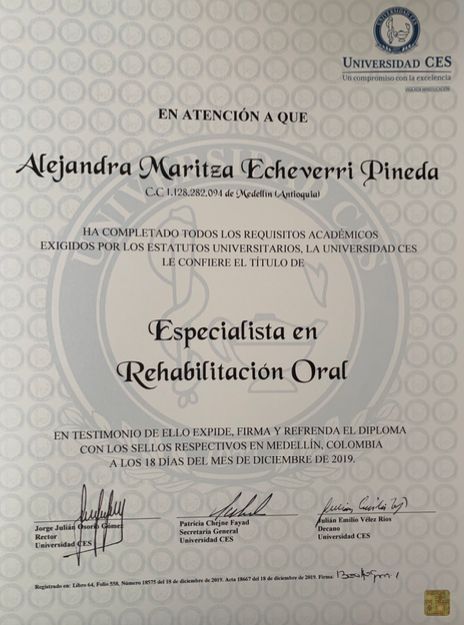 UNIVERSIDAD CES
Un compromiso con la excelencia
EN ATENCIÓN A QUE
Alejandra Maritza Echeverri Pineda
C.C 1.128.282.094 de Medellín (Antioquia)
HA COMPLETADO TODOS LOS REQUISITOS ACADÉMICOS
EXIGIDOS POR LOS ESTATUTOS UNIVERSITARIOS, LA UNIVERSIDAD CES
LE CONFIERE EL TÍTULO DE
Especialista en
Rehabilitación Oral
EN TESTIMONIO DE ELLO EXPIDE, FIRMA Y REFRENDA EL DIPLOMA
CON LOS SELLOS RESPECTIVOS EN MEDELLÍN, COLOMBIA
A LOS 18 DÍAS DEL MES DE DICIEMBRE DE 2019.
Jorge Julián Osorio Gómez
Rector
Universidad CES
Patricia Chejne Fayad
Secretaria General
Universidad CES
Julián Emilio Vélez Ríos
Decano
Universidad CES
Registrado en: Libro 64, Folio 558, Número 18575 del 18 de diciembre de 2019. Acta 18667 del 18 de diciembre de 2019. Firma: